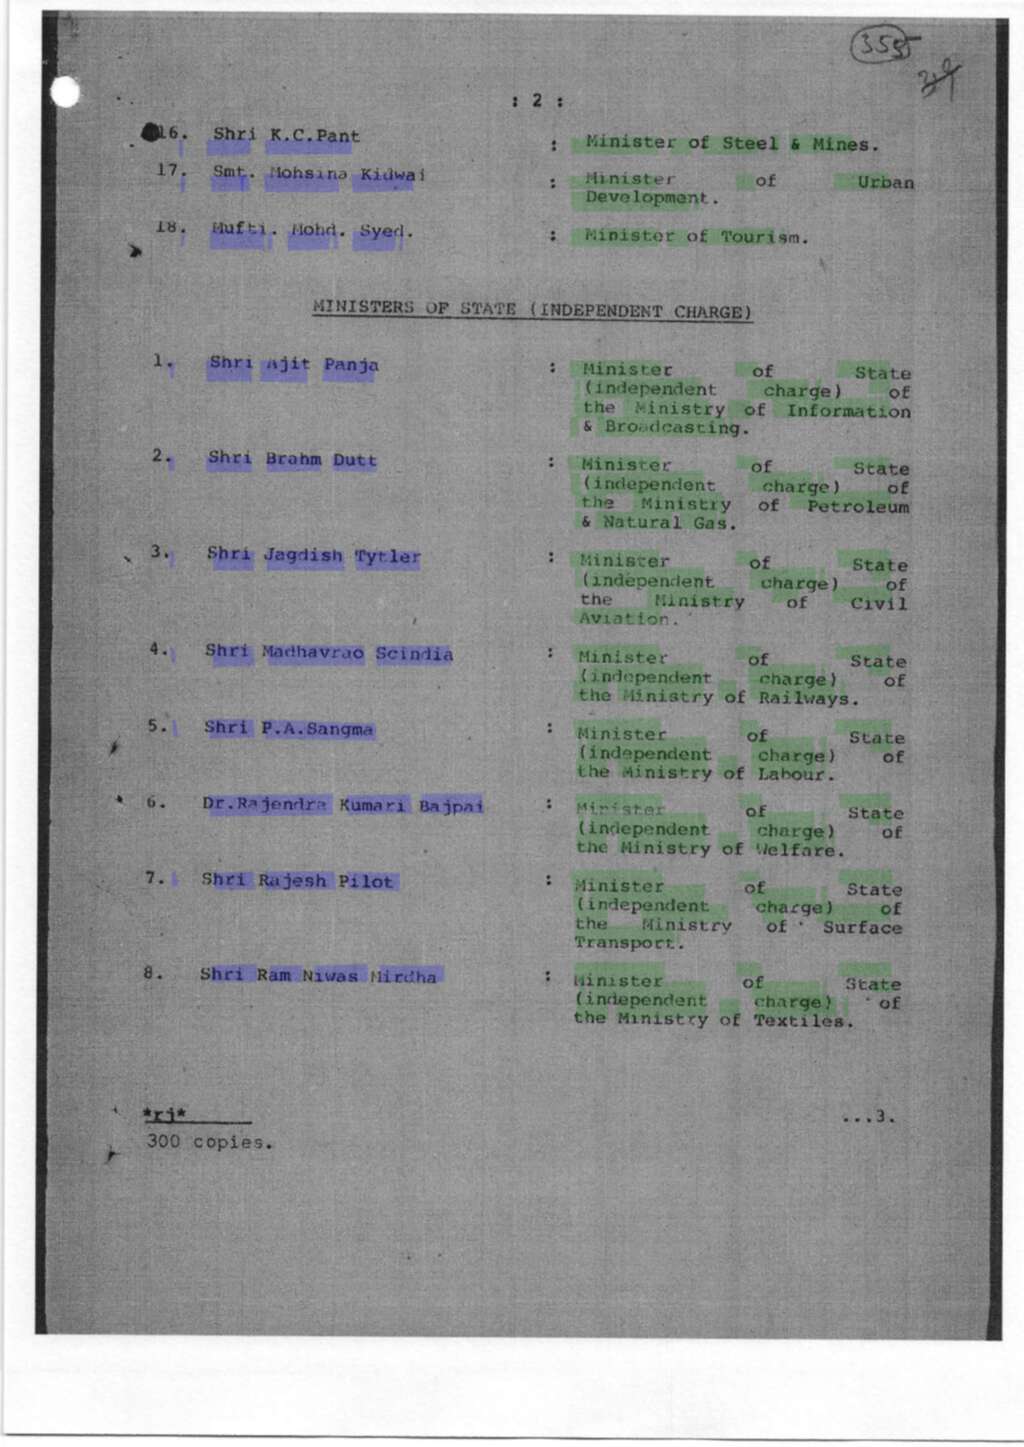 355
: 2 :
16. Shri K.C.Pant : Minister of Steel & Mines.
17. Smt. Mohsina Kidwai : Minister of Urban
Development.
18. Mufti. Mohd. Syed. : Minister of Tourism.
MINISTERS OF STATE (INDEPENDENT CHARGE)
1. Shri Ajit Panja : Minister of State
(independent charge) of
the Ministry of Information
& Broadcasting.
2. Shri Brahm Dutt : Minister of State
(independent charge) of
the Ministry of Petroleum
& Natural Gas.
3. Shri Jagdish Tytler : Minister of State
(independent charge) of
the Ministry of Civil
Aviation.
4. Shri Madhavrao Scindia : Minister of State
(independent charge) of
the Ministry of Railways.
5. Shri P.A.Sangma : Minister of State
(independent charge) of
the Ministry of Labour.
6. Dr.Rajendra Kumari Bajpai : Minister of State
(independent charge) of
the Ministry of Welfare.
7. Shri Rajesh Pilot : Minister of State
(independent charge) of
the Ministry of Surface
Transport.
8. Shri Ram Niwas Mirdha : Minister of State
(independent charge) of
the Ministry of Textiles.
*rj* ...3.
300 copies.